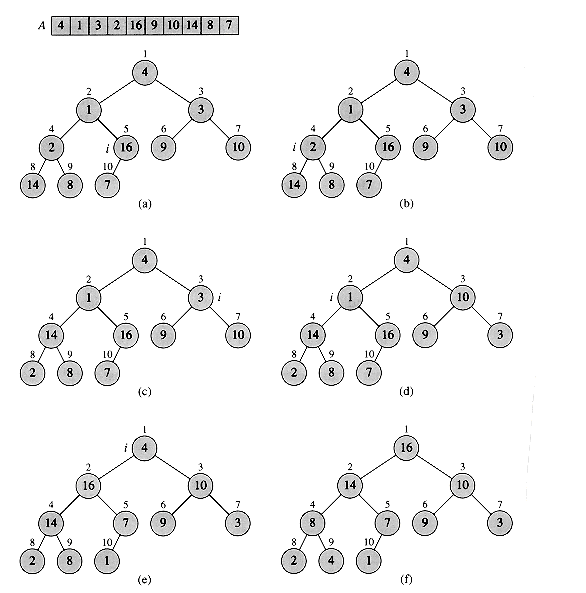 A 4 1 3 2 16 9 10 14 8 7
1 1
4 4
2 3 2 3
1 3 1 3
4 5 6 7 4 5 6 7
2 i 16 9 10 i 2 16 9 10
8 9 10 8 9 10
14 8 7 14 8 7
(a) (b)
1 1
4 4
2 3 2 3
1 3 i i 1 10
4 5 6 7 4 5 6 7
14 16 9 10 14 16 9 3
8 9 10 8 9 10
2 8 7 2 8 7
(c) (d)
1 1
i 4 16
2 3 2 3
16 10 14 10
4 5 6 7 4 5 6 7
14 7 9 3 8 7 9 3
8 9 10 8 9 10
2 8 1 2 4 1
(e) (f)